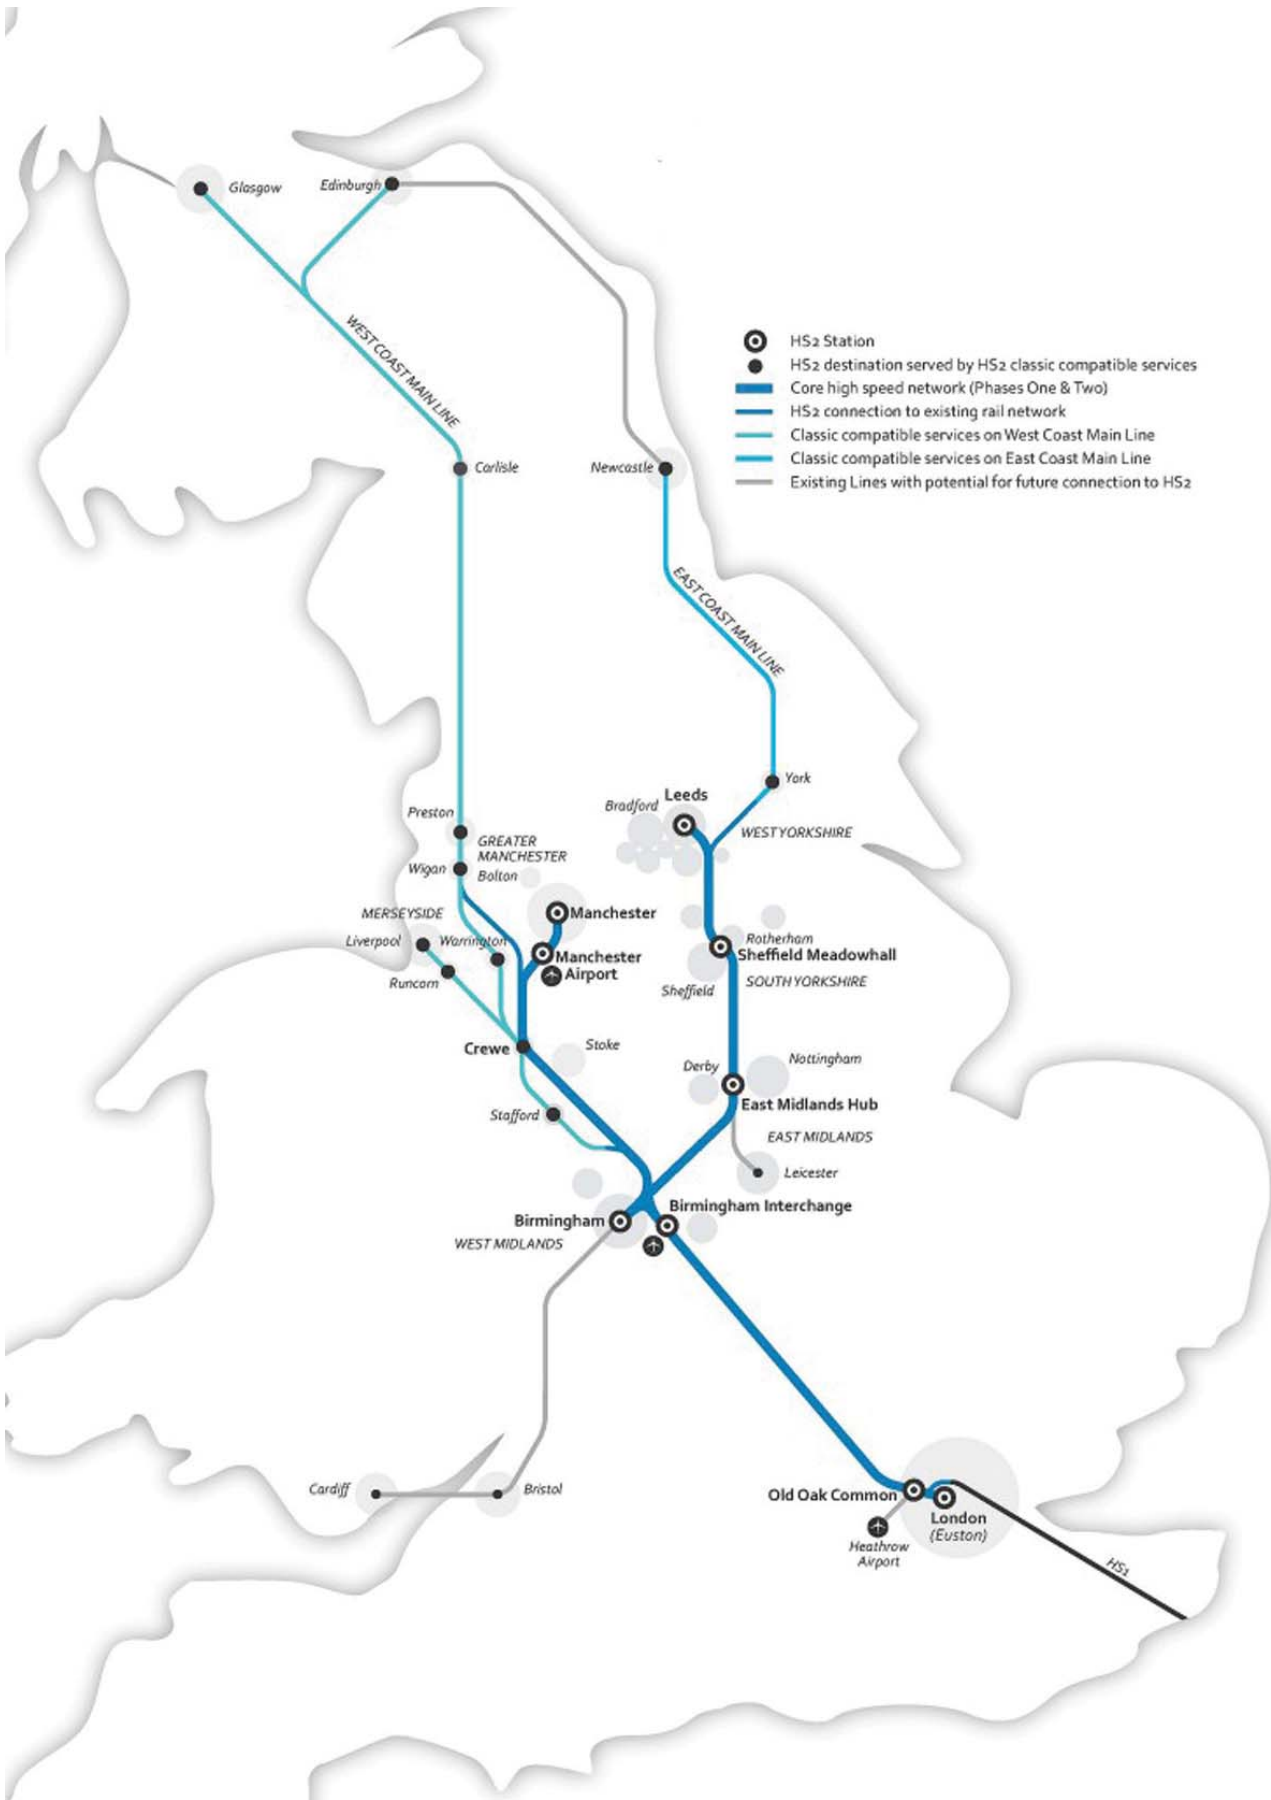 Glasgow
Edinburgh
WEST COAST MAIN LINE
HS2 Station
HS2 destination served by HS2 classic compatible services
Core high speed network (Phases One & Two)
HS2 connection to existing rail network
Classic compatible services on West Coast Main Line
Classic compatible services on East Coast Main Line
Existing Lines with potential for future connection to HS2
Carlisle
Newcastle
EAST COAST MAIN LINE
York
Leeds
Bradford
WEST YORKSHIRE
Preston
GREATER
MANCHESTER
Wigan
Bolton
MERSEYSIDE
Manchester
Liverpool
Warrington
Rotherham
Manchester
Airport
Sheffield Meadowhall
Runcorn
Sheffield
SOUTH YORKSHIRE
Crewe
Stoke
Derby
Nottingham
East Midlands Hub
Stafford
EAST MIDLANDS
Leicester
Birmingham Interchange
Birmingham
WEST MIDLANDS
Cardiff
Bristol
Old Oak Common
London
(Euston)
Heathrow
Airport
HS1